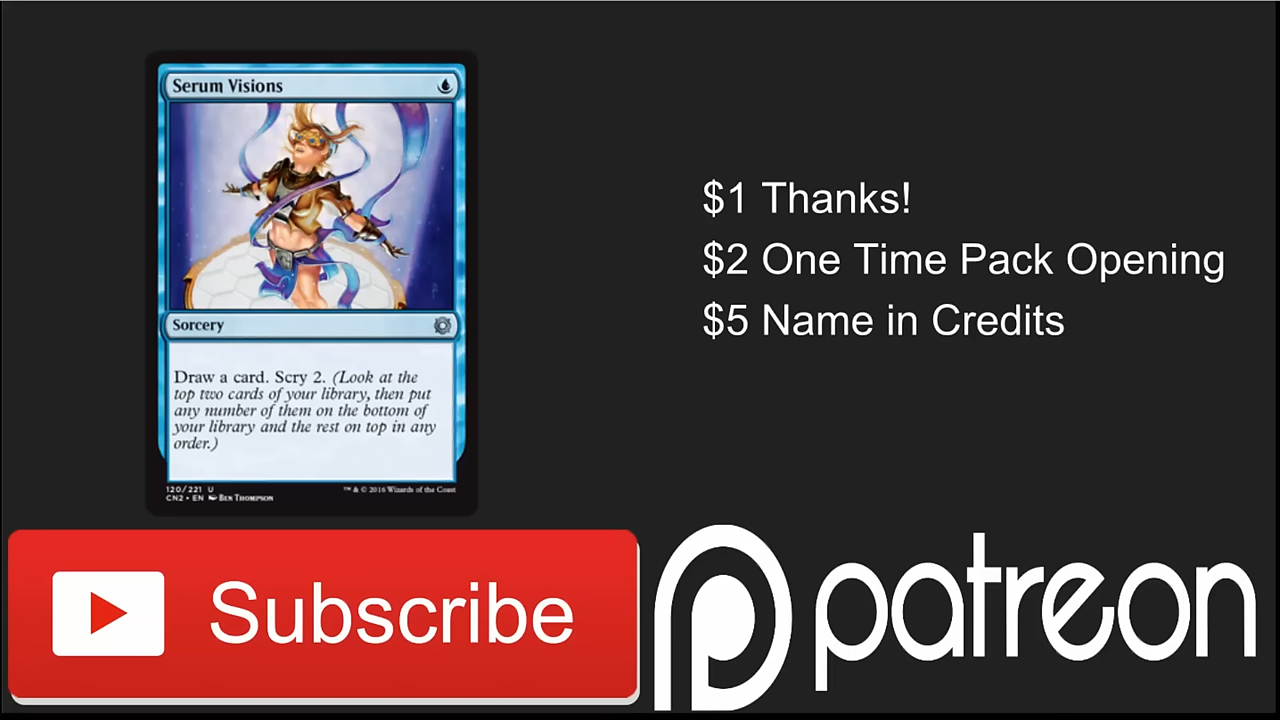 Serum Visions
Sorcery
Draw a card. Scry 2. (Look at the
top two cards of your library, then put
any number of them on the bottom of
your library and the rest on top in any
order.)
120/221 U
CN2 • EN Ben Thompson
™ & © 2016 Wizards of the Coast
$1 Thanks!
$2 One Time Pack Opening
$5 Name in Credits
Subscribe
patreon